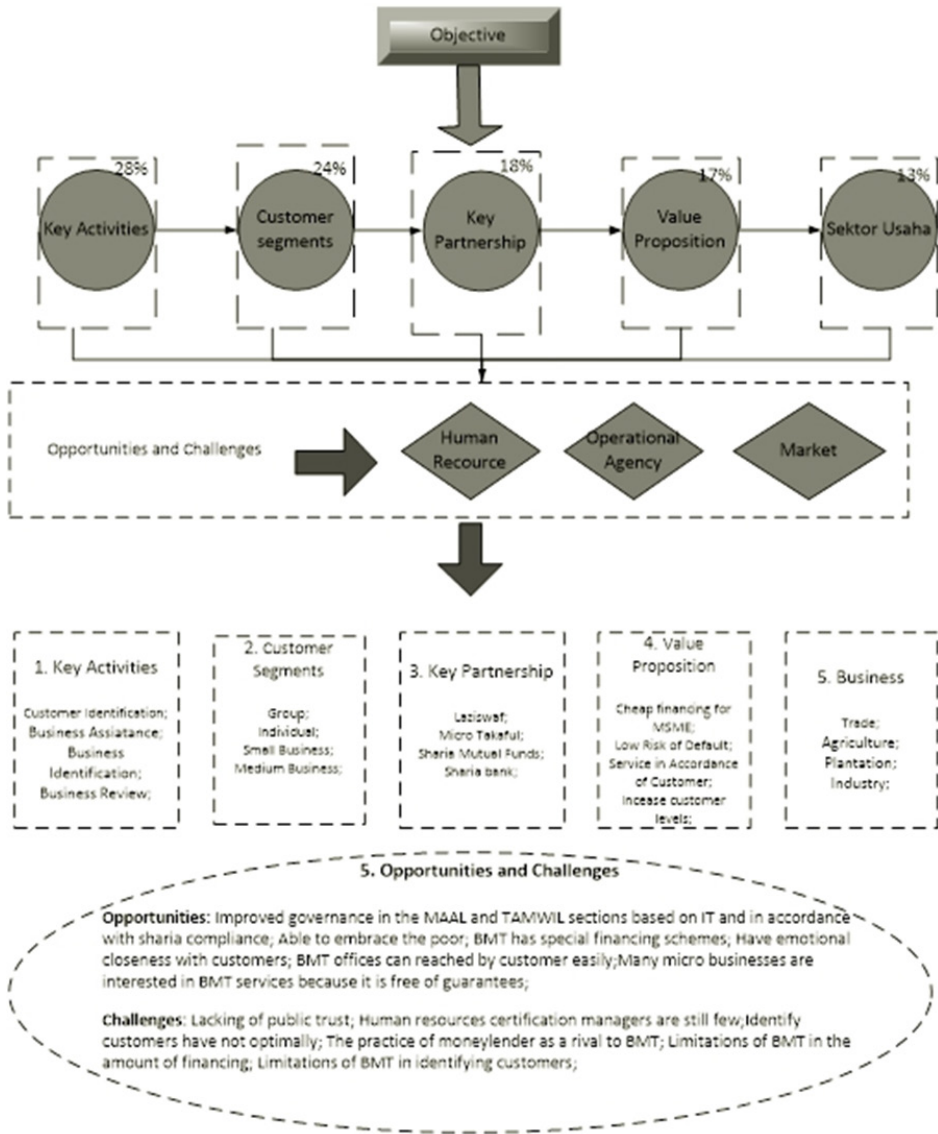 Objective
28%
24%
18%
17%
13%
Key Activities
Customer
segments
Key
Partnership
Value
Proposition
Sektor Usaha
Opportunities and Challenges
Human
Recource
Operational
Agency
Market
1. Key Activities
Customer Identification;
Business Assiatance;
Business
Identification;
Business Review;
2. Customer
Segments
Group;
Individual;
Small Business;
Medium Business;
3. Key Partnership
Laziswaf;
Micro Takaful;
Sharia Mutual Funds;
Sharia bank;
4. Value
Proposition
Cheap financing for
MSME;
Low Risk of Default;
Service in Accordance
of Customer;
Incease customer
levels;
5. Business
Trade;
Agriculture;
Plantation;
Industry;
5. Opportunities and Challenges
Opportunities: Improved governance in the MAAL and TAMWIL sections based on IT and in accordance
with sharia compliance; Able to embrace the poor; BMT has special financing schemes; Have emotional
closeness with customers; BMT offices can reached by customer easily;Many micro businesses are
interested in BMT services because it is free of guarantees;
Challenges: Lacking of public trust; Human resources certification managers are still few;Identify
customers have not optimally; The practice of moneylender as a rival to BMT; Limitations of BMT in the
amount of financing; Limitations of BMT in identifying customers;